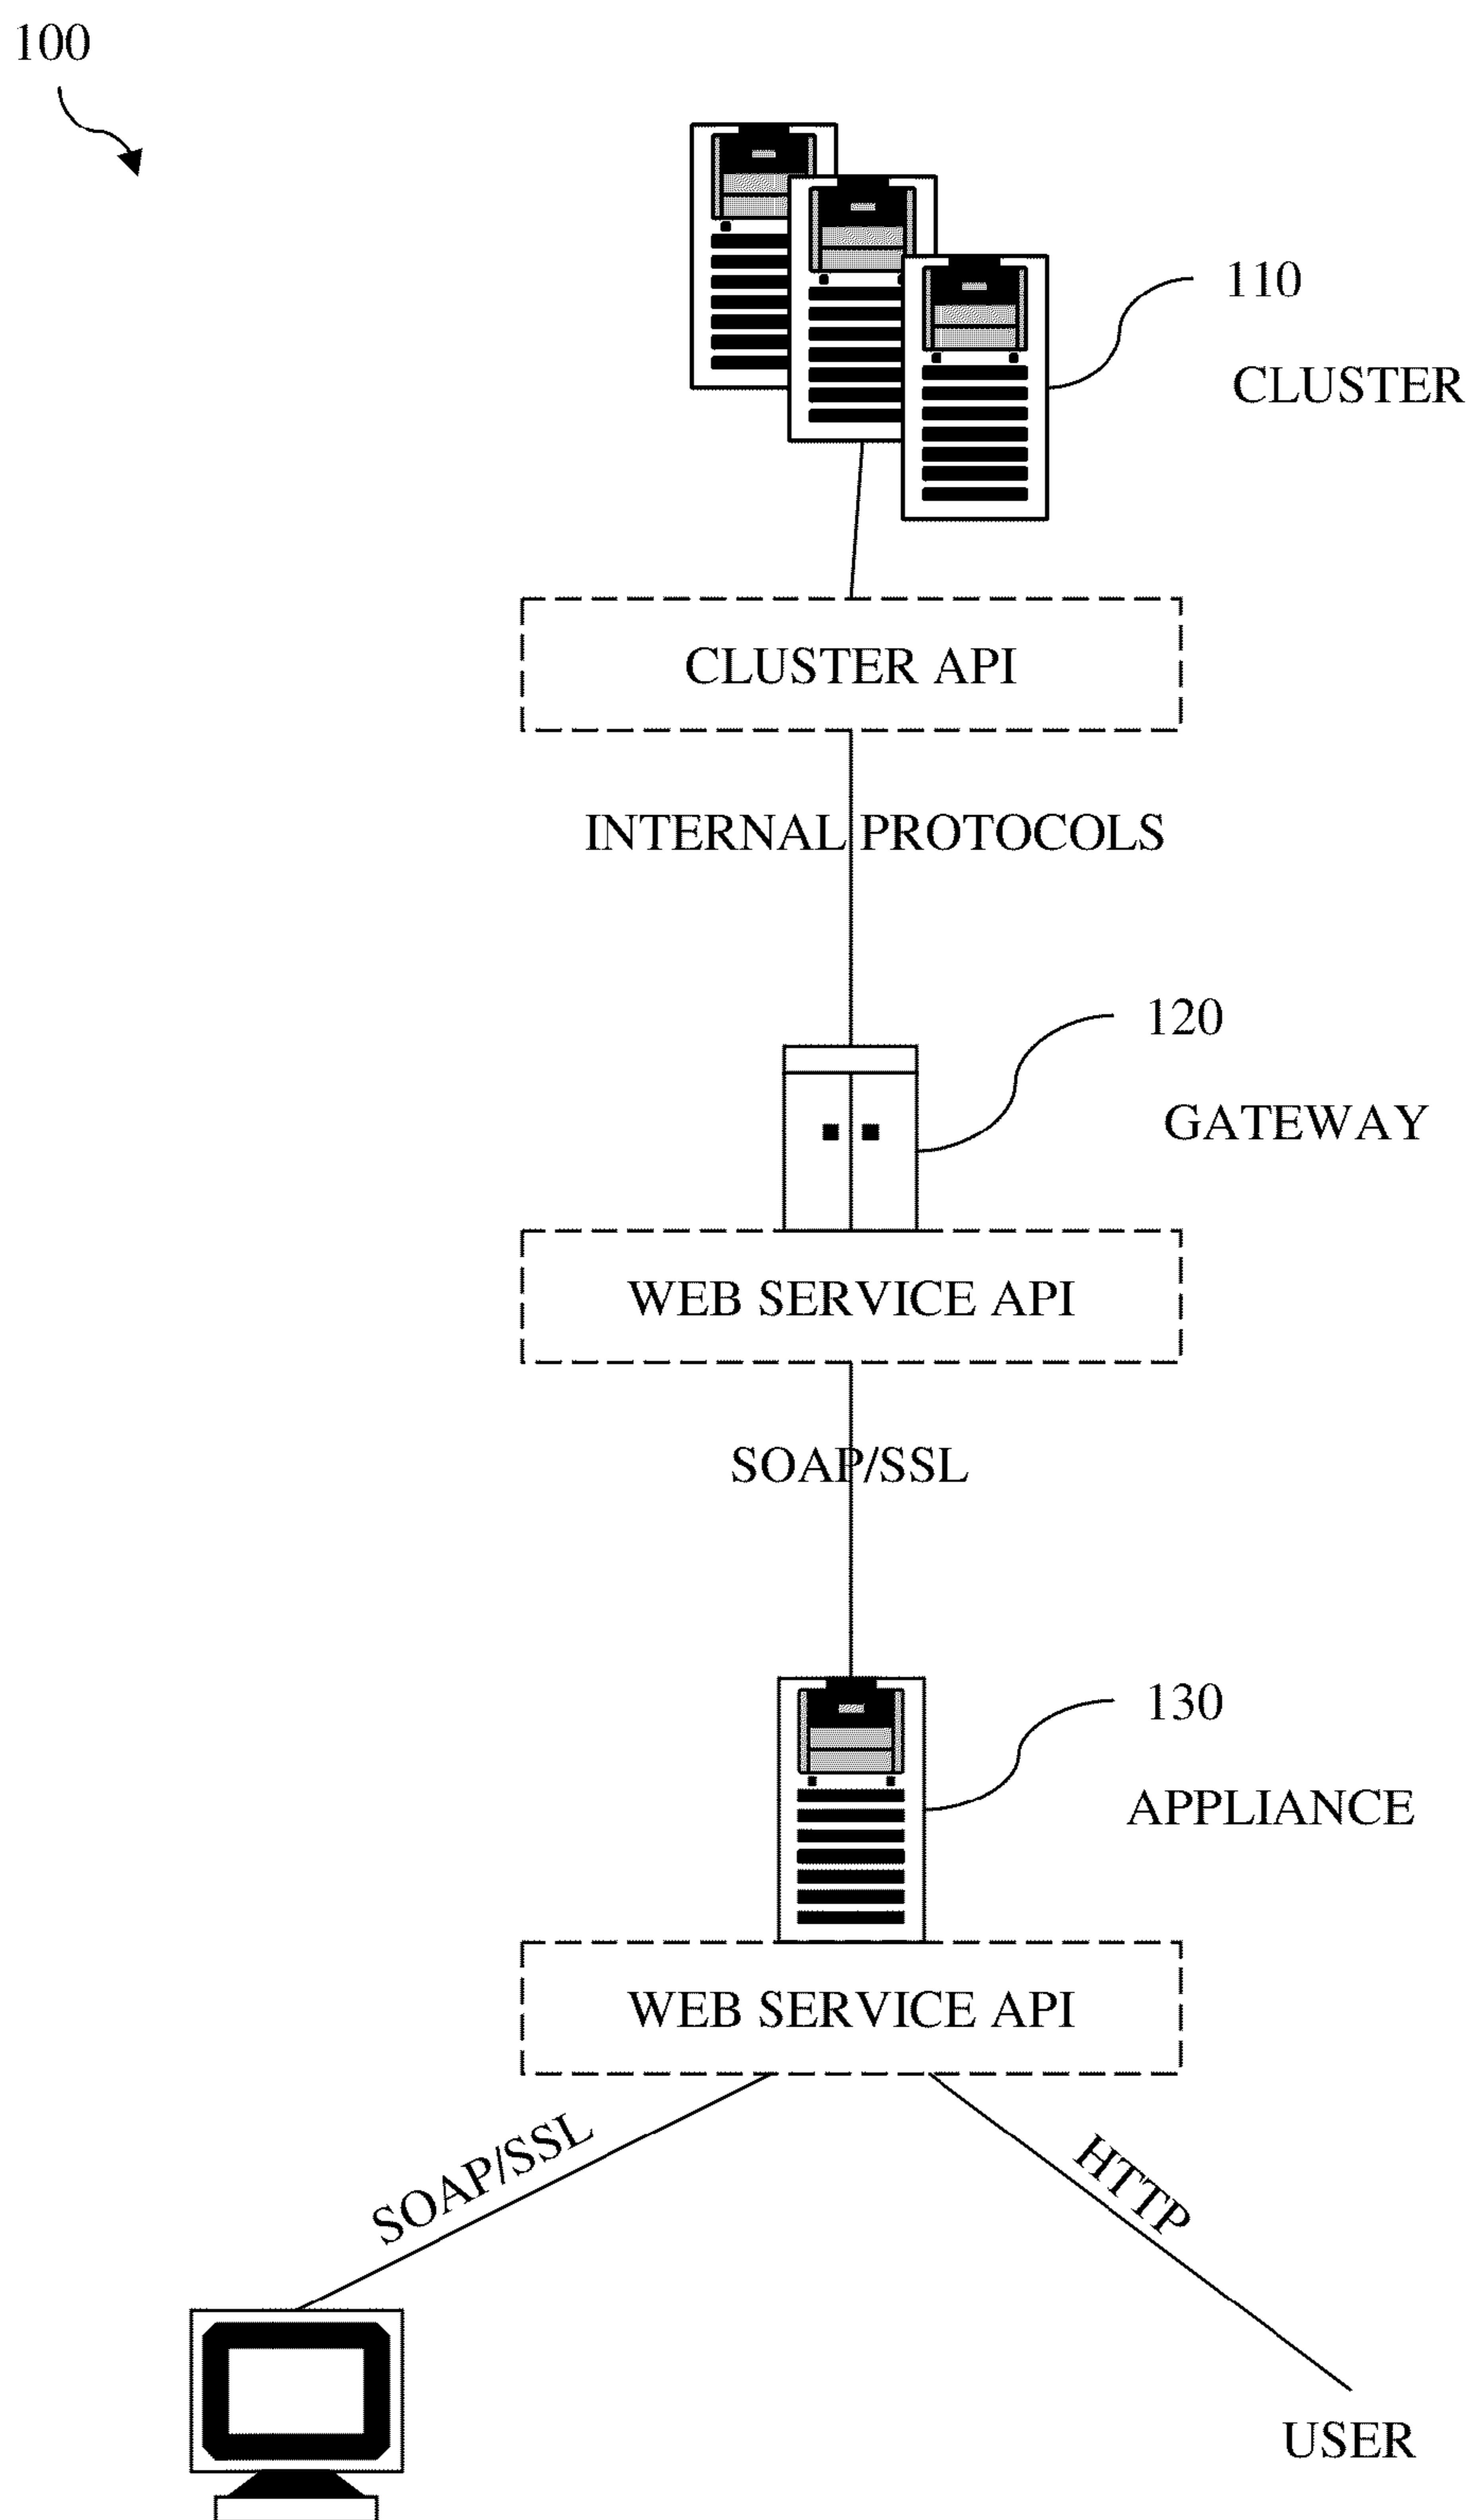 100
110
CLUSTER
CLUSTER API
INTERNAL PROTOCOLS
120
GATEWAY
WEB SERVICE API
SOAP/SSL
130
APPLIANCE
WEB SERVICE API
SOAP/SSL
HTTP
USER